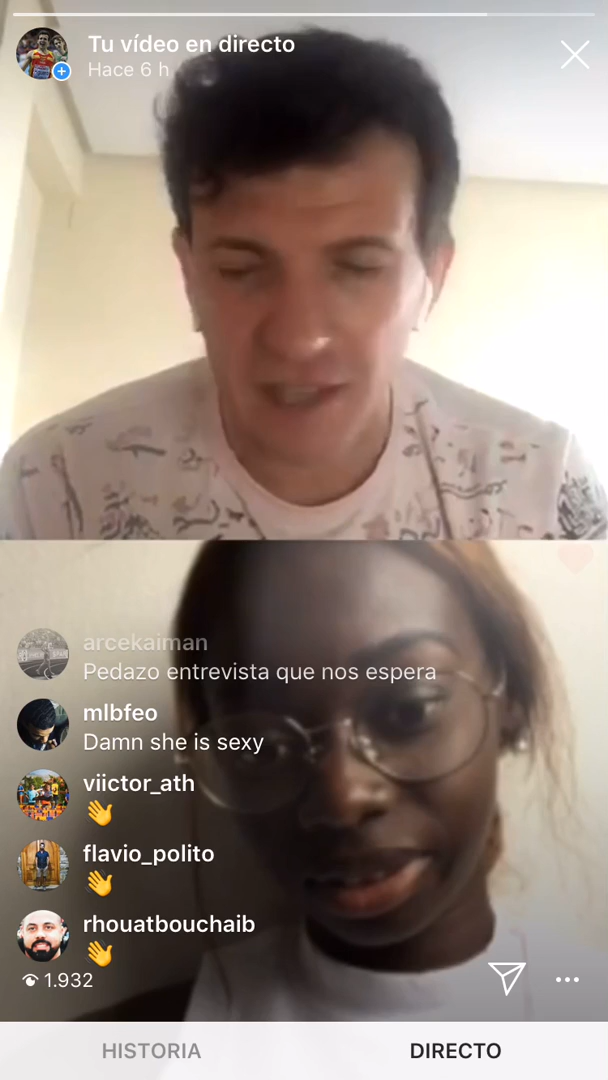 Tu vídeo en directo
Hace 6 h
arcekaiman
Pedazo entrevista que nos espera
mlbfeo
Damn she is sexy
viictor_ath
👋
flavio_polito
👋
rhouatbouchaib
👋
1.932
HISTORIA
DIRECTO